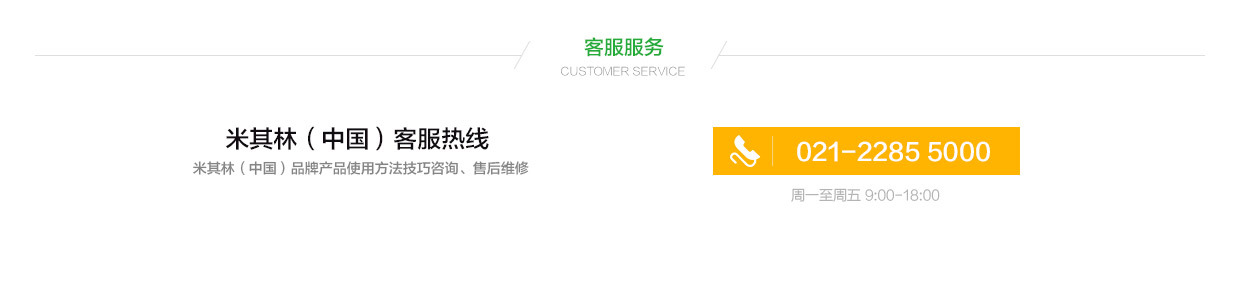 客服服务
CUSTOMER SERVICE
米其林（中国）客服热线
米其林（中国）品牌产品使用方法技巧咨询、售后维修
021-2285 5000
周一至周五 9:00-18:00